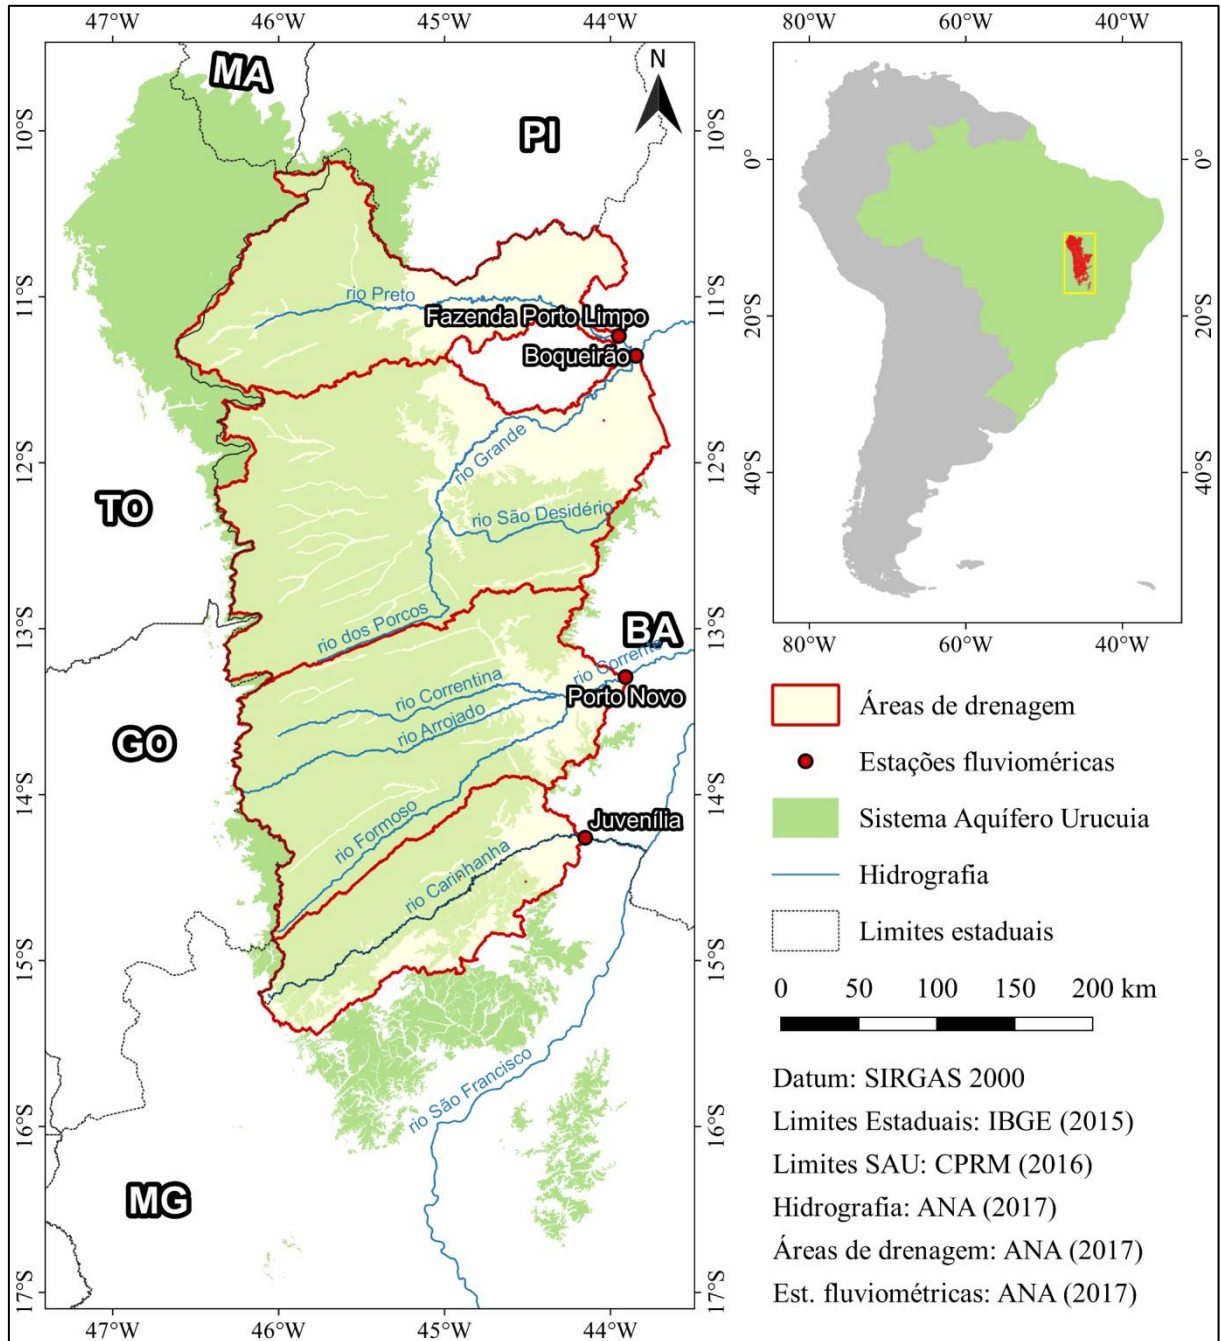 47°W 46°W 45°W 44°W
10°S
11°S
12°S
13°S
14°S
15°S
16°S
17°S
10°S
11°S
12°S
13°S
14°S
15°S
16°S
17°S
47°W 46°W 45°W 44°W
N
MA
PI
TO
GO
BA
MG
rio Preto
Fazenda Porto Limpo
Boqueirão
rio Grande
rio São Desidério
rio dos Porcos
rio Corrente
rio Correntina
Porto Novo
rio Arrojado
rio Formoso
Juvenília
rio Carinhanha
rio São Francisco
80°W 60°W 40°W
0°
20°S
40°S
0°
20°S
40°S
80°W 60°W 40°W
Áreas de drenagem
Estações fluvioméricas
Sistema Aquífero Urucuia
Hidrografia
Limites estaduais
0 50 100 150 200 km
Datum: SIRGAS 2000
Limites Estaduais: IBGE (2015)
Limites SAU: CPRM (2016)
Hidrografia: ANA (2017)
Áreas de drenagem: ANA (2017)
Est. fluviométricas: ANA (2017)